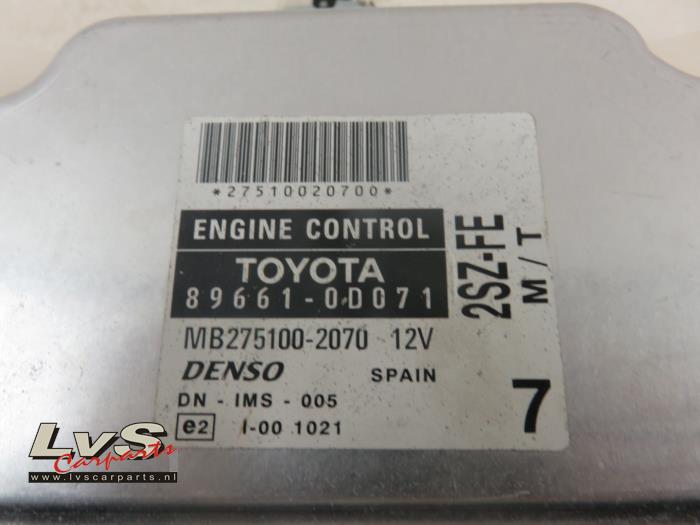 *27510020700*
ENGINE CONTROL
TOYOTA
89661-0D071
2SZ-FE
M/T
MB275100-2070 12V
DENSO SPAIN
7
DN - IMS - 005
e2 I-00 1021
LvS
Carparts
www.lvscarparts.nl